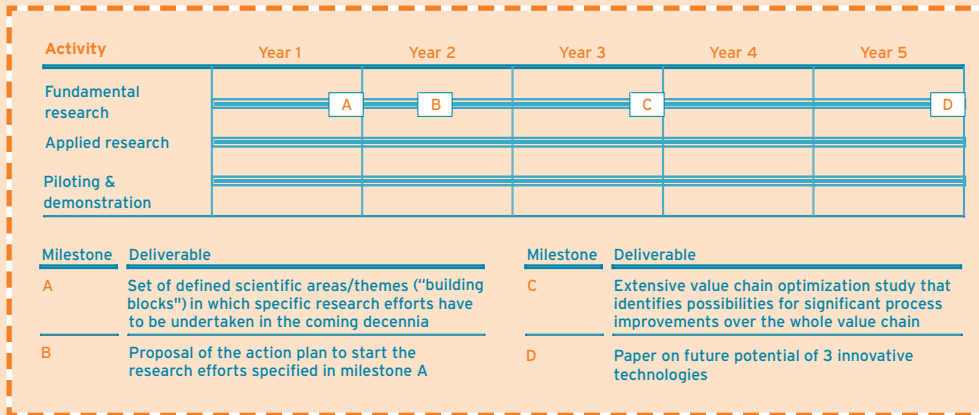 Activity Year 1 Year 2 Year 3 Year 4 Year 5
Fundamental
research
A B C D
Applied research
Piloting &
demonstration
Milestone Deliverable
A Set of defined scientific areas/themes (“building
blocks") in which specific research efforts have
to be undertaken in the coming decennia
B Proposal of the action plan to start the
research efforts specified in milestone A
Milestone Deliverable
C Extensive value chain optimization study that
identifies possibilities for significant process
improvements over the whole value chain
D Paper on future potential of 3 innovative
technologies